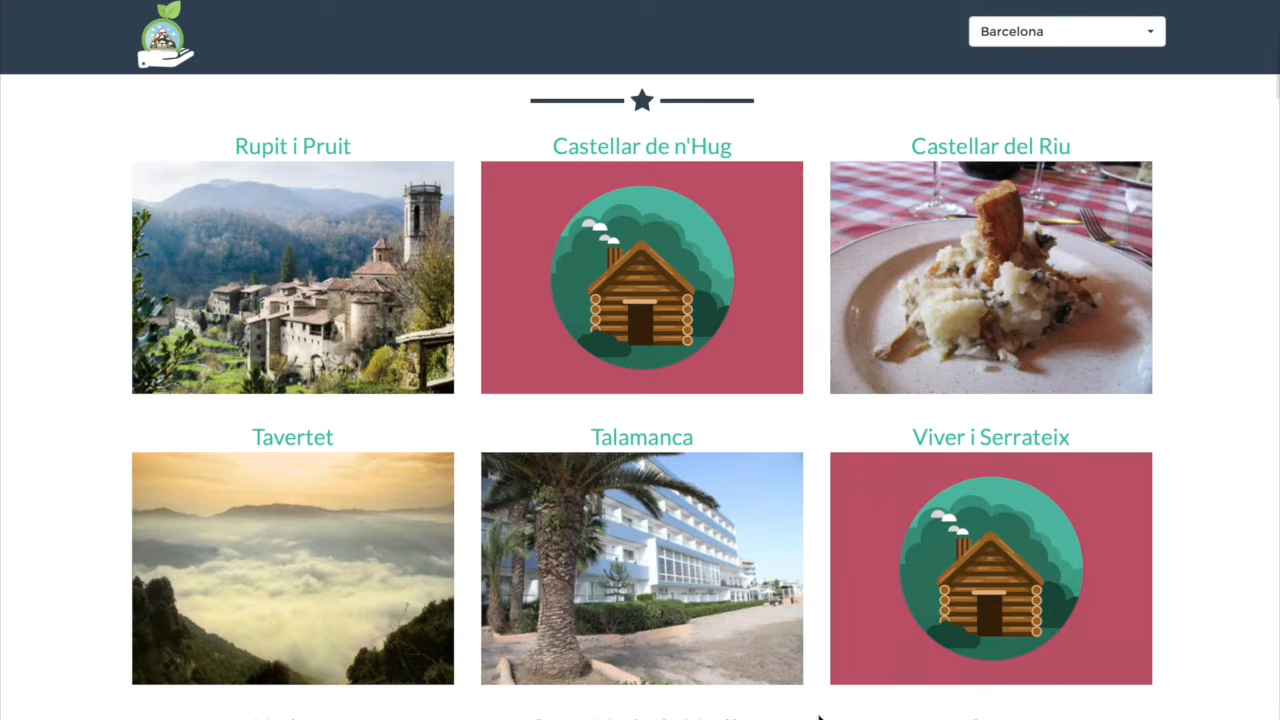 Barcelona
Rupit i Pruit
Castellar de n'Hug
Castellar del Riu
Tavertet
Talamanca
Viver i Serrateix